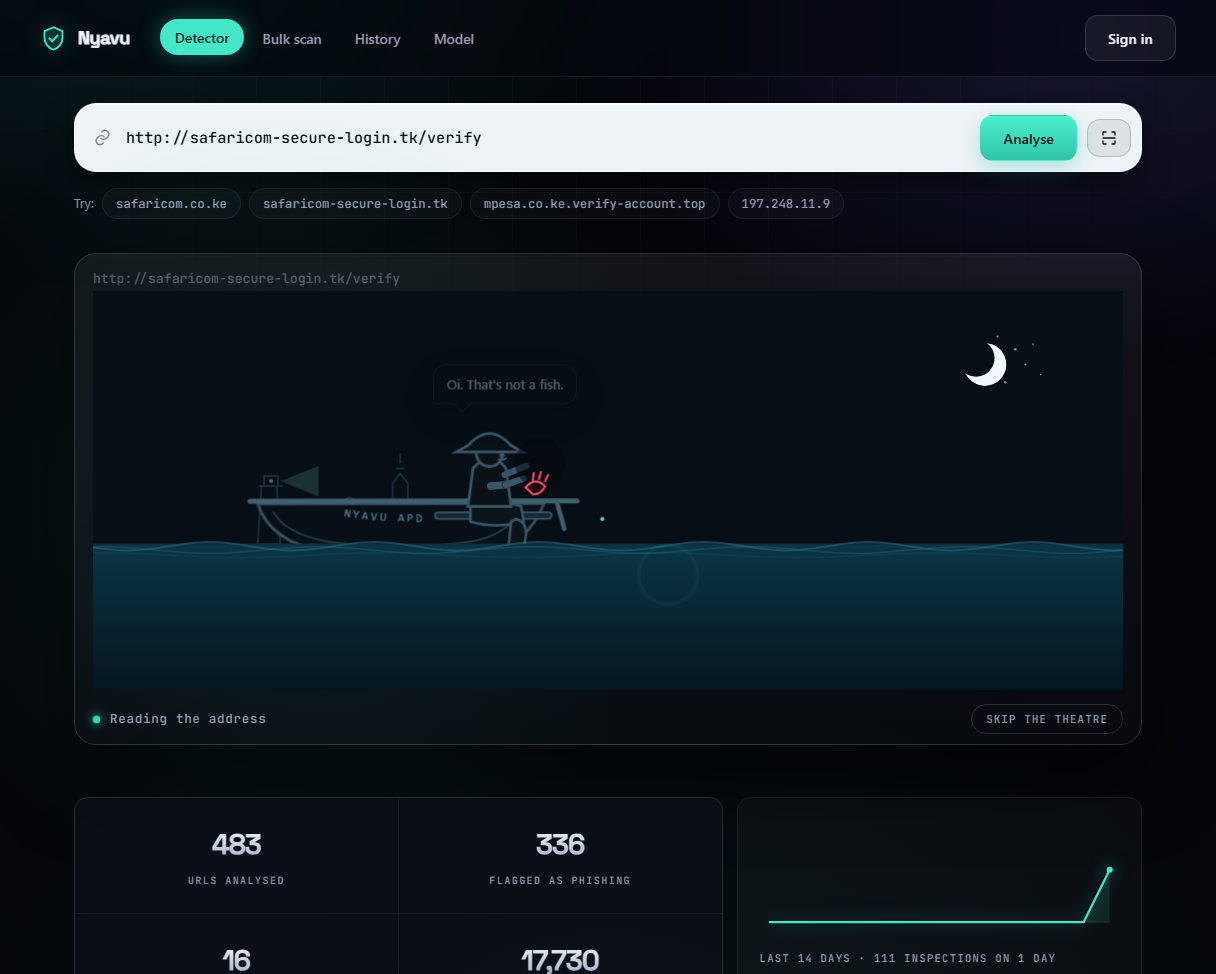 Nyavu
Detector
Bulk scan
History
Model
Sign in
http://safaricom-secure-login.tk/verify
Analyse
Try:
safaricom.co.ke
safaricom-secure-login.tk
mpesa.co.ke.verify-account.top
197.248.11.9
http://safaricom-secure-login.tk/verify
Oi. That's not a fish.
NYAVU APD
Reading the address
SKIP THE THEATRE
483
URLS ANALYSED
336
FLAGGED AS PHISHING
16
17,730
LAST 14 DAYS · 111 INSPECTIONS ON 1 DAY